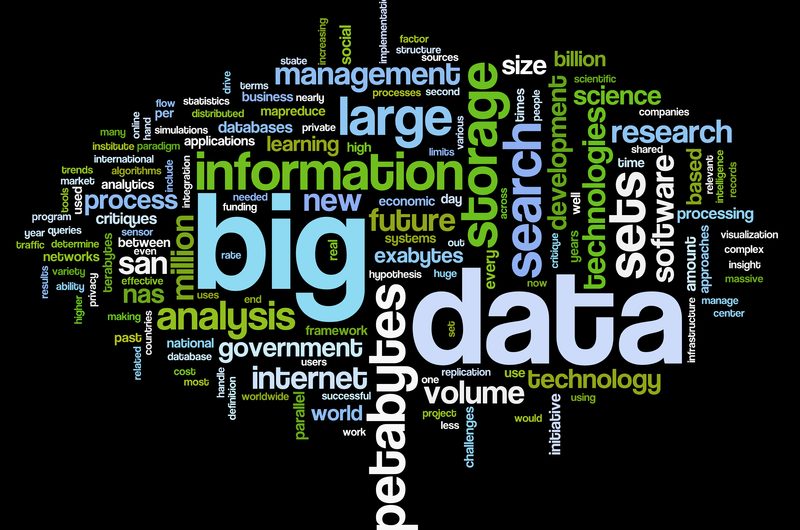 increasing
social
implementation
factor
structure
sources
state
management
size
billion
drive
terms
processes
second
scientific
flow
statistics
business
nearly
large
storage
times
people
development
science
per
distributed
mapreduce
companies
online
hand
simulations
databases
private
various
search
technologies
research
many
applications
learning
high
limits
shared
institute
paradigm
international
integration
information
time
sets
software
based
relevant
intelligence
records
trends
algorithms
market
analytics
include
needed
new
economic
day
across
well
tools
process
funding
big
future
processing
program
critiques
million
year
queries
sensor
between
systems
out
critique
years
visualization
traffic
determine
even
real
exabytes
every
approaches
complex
networks
terabytes
san
rate
amount
insight
results
variety
hypothesis
huge
massive
ability
privacy
effective
now
higher
nas
uses
end
data
infrastructure
manage
center
making
countries
analysis
petabytes
framework
set
past
national
government
related
database
users
cost
internet
replication
most
handle
one
use
technology
definition
worldwide
successful
volume
using
parallel
world
project
would
initiative
less
challenges
work